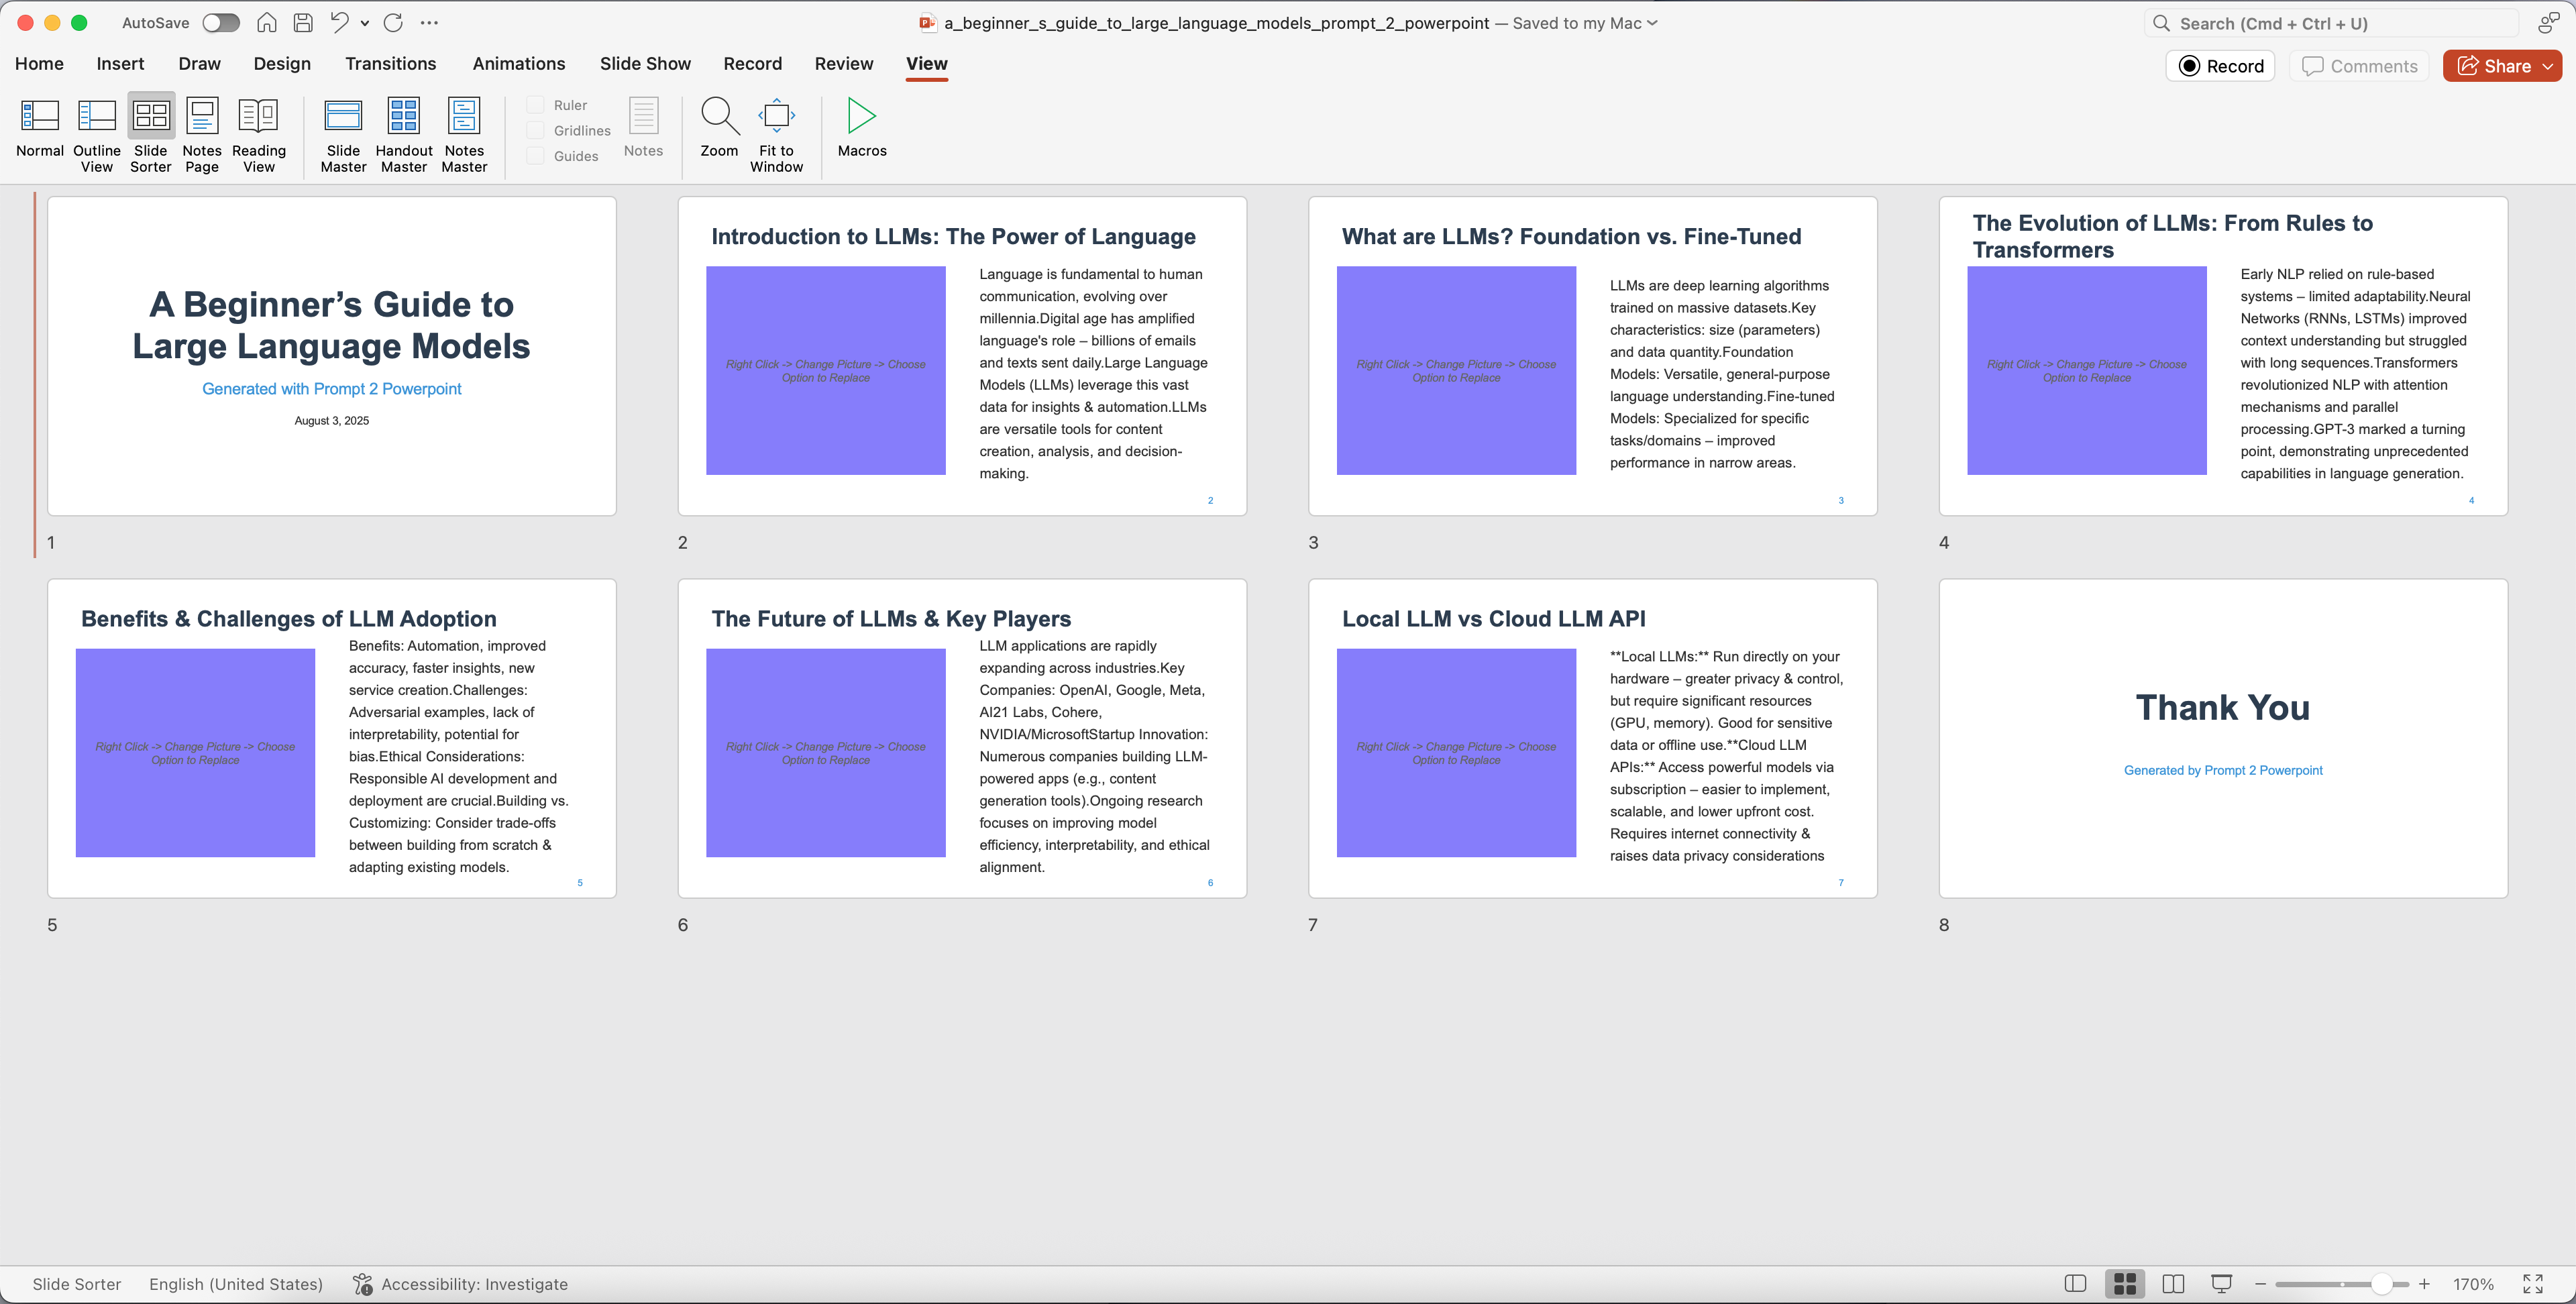 AutoSave
a_beginner_s_guide_to_large_language_models_prompt_2_powerpoint — Saved to my Mac
Search (Cmd + Ctrl + U)
Home Insert Draw Design Transitions Animations Slide Show Record Review View
Record Comments Share
Normal
Outline View
Slide Sorter
Notes Page
Reading View
Slide Master
Handout Master
Notes Master
Ruler
Gridlines
Guides
Notes
Zoom
Fit to Window
Macros
A Beginner’s Guide to
Large Language Models
Generated with Prompt 2 Powerpoint
August 3, 2025
1
Introduction to LLMs: The Power of Language
Right Click -> Change Picture -> Choose
Option to Replace
Language is fundamental to human
communication, evolving over
millennia.Digital age has amplified
language's role – billions of emails
and texts sent daily.Large Language
Models (LLMs) leverage this vast
data for insights & automation.LLMs
are versatile tools for content
creation, analysis, and decision-
making.
2
2
What are LLMs? Foundation vs. Fine-Tuned
Right Click -> Change Picture -> Choose
Option to Replace
LLMs are deep learning algorithms
trained on massive datasets.Key
characteristics: size (parameters)
and data quantity.Foundation
Models: Versatile, general-purpose
language understanding.Fine-tuned
Models: Specialized for specific
tasks/domains – improved
performance in narrow areas.
3
3
The Evolution of LLMs: From Rules to
Transformers
Right Click -> Change Picture -> Choose
Option to Replace
Early NLP relied on rule-based
systems – limited adaptability.Neural
Networks (RNNs, LSTMs) improved
context understanding but struggled
with long sequences.Transformers
revolutionized NLP with attention
mechanisms and parallel
processing.GPT-3 marked a turning
point, demonstrating unprecedented
capabilities in language generation.
4
4
Benefits & Challenges of LLM Adoption
Right Click -> Change Picture -> Choose
Option to Replace
Benefits: Automation, improved
accuracy, faster insights, new
service creation.Challenges:
Adversarial examples, lack of
interpretability, potential for
bias.Ethical Considerations:
Responsible AI development and
deployment are crucial.Building vs.
Customizing: Consider trade-offs
between building from scratch &
adapting existing models.
5
5
The Future of LLMs & Key Players
Right Click -> Change Picture -> Choose
Option to Replace
LLM applications are rapidly
expanding across industries.Key
Companies: OpenAI, Google, Meta,
AI21 Labs, Cohere,
NVIDIA/MicrosoftStartup Innovation:
Numerous companies building LLM-
powered apps (e.g., content
generation tools).Ongoing research
focuses on improving model
efficiency, interpretability, and ethical
alignment.
6
6
Local LLM vs Cloud LLM API
Right Click -> Change Picture -> Choose
Option to Replace
**Local LLMs:** Run directly on your
hardware – greater privacy & control,
but require significant resources
(GPU, memory). Good for sensitive
data or offline use.**Cloud LLM
APIs:** Access powerful models via
subscription – easier to implement,
scalable, and lower upfront cost.
Requires internet connectivity &
raises data privacy considerations
7
7
Thank You
Generated by Prompt 2 Powerpoint
8
Slide Sorter English (United States) Accessibility: Investigate
170%